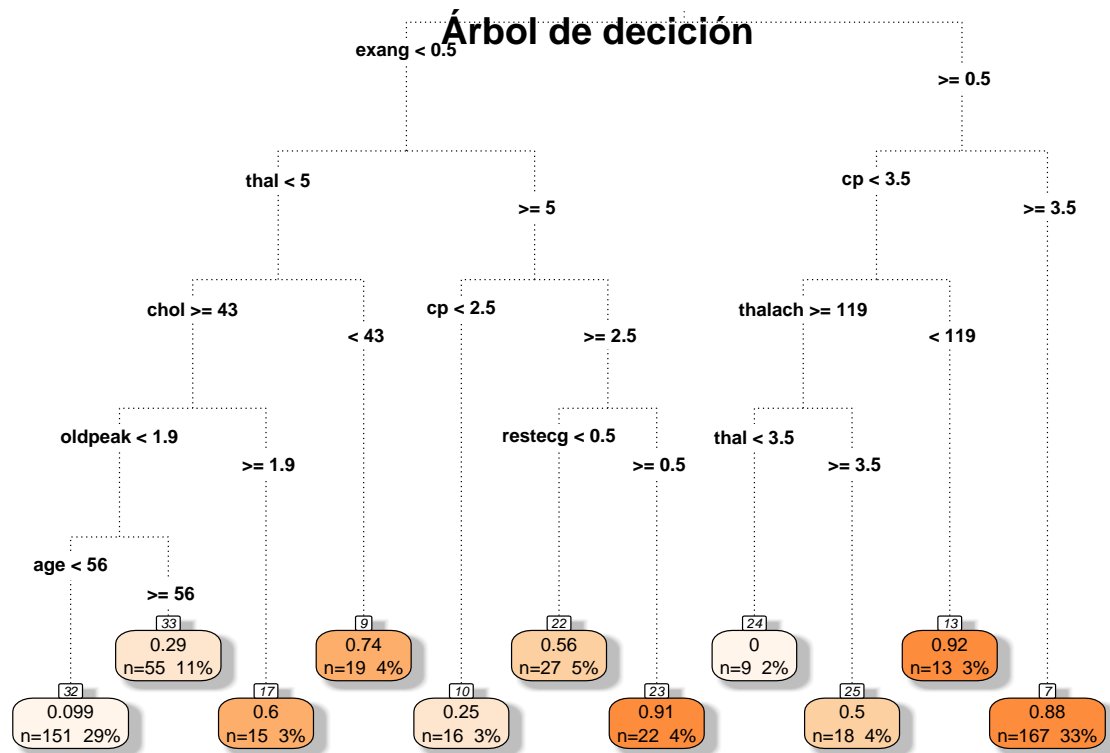 Árbol de decición
exang < 0.5
>= 0.5
thal < 5
>= 5
cp < 3.5
>= 3.5
chol >= 43
< 43
cp < 2.5
>= 2.5
thalach >= 119
< 119
oldpeak < 1.9
>= 1.9
restecg < 0.5
>= 0.5
thal < 3.5
>= 3.5
age < 56
>= 56
33
0.29
n=55 11%
9
0.74
n=19 4%
22
0.56
n=27 5%
24
0
n=9 2%
13
0.92
n=13 3%
32
0.099
n=151 29%
17
0.6
n=15 3%
10
0.25
n=16 3%
23
0.91
n=22 4%
25
0.5
n=18 4%
7
0.88
n=167 33%